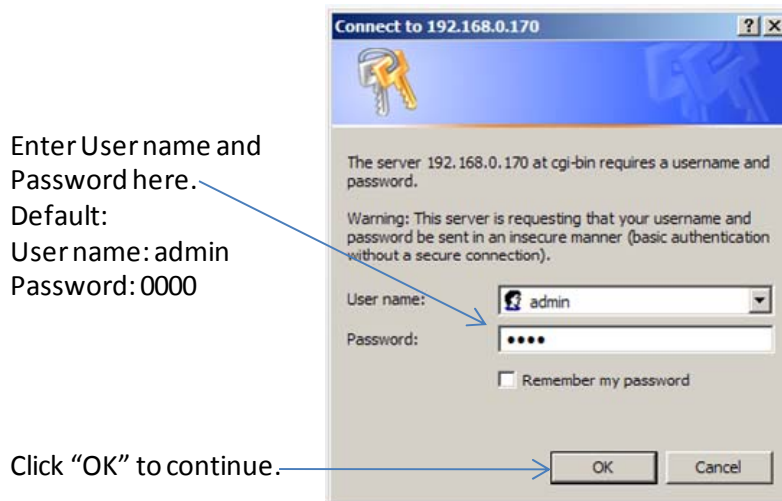 Connect to 192.168.0.170
Enter User name and
Password here.
Default:
User name: admin
Password: 0000
The server 192.168.0.170 at cgi-bin requires a username and
password.
Warning: This server is requesting that your username and
password be sent in an insecure manner (basic authentication
without a secure connection).
User name:
admin
Password:
••••
Remember my password
Click “OK” to continue.
OK
Cancel